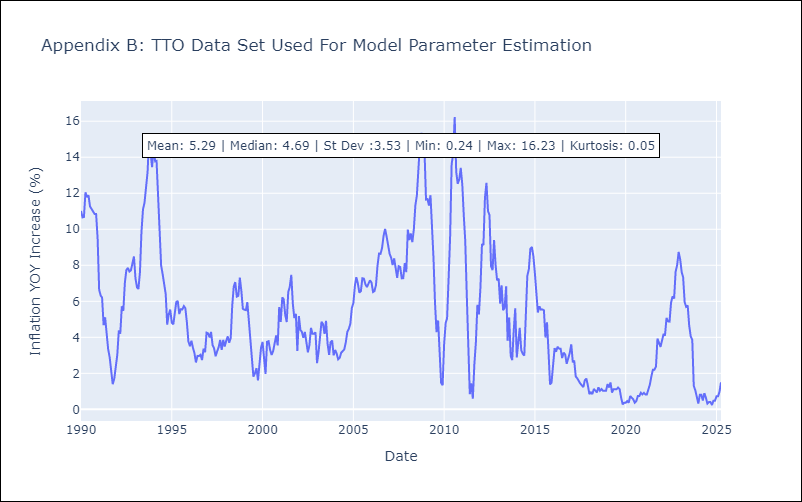 Appendix B: TTO Data Set Used For Model Parameter Estimation
Mean: 5.29 | Median: 4.69 | St Dev :3.53 | Min: 0.24 | Max: 16.23 | Kurtosis: 0.05
Inflation YOY Increase (%)
16
14
12
10
8
6
4
2
0
1990 1995 2000 2005 2010 2015 2020 2025
Date